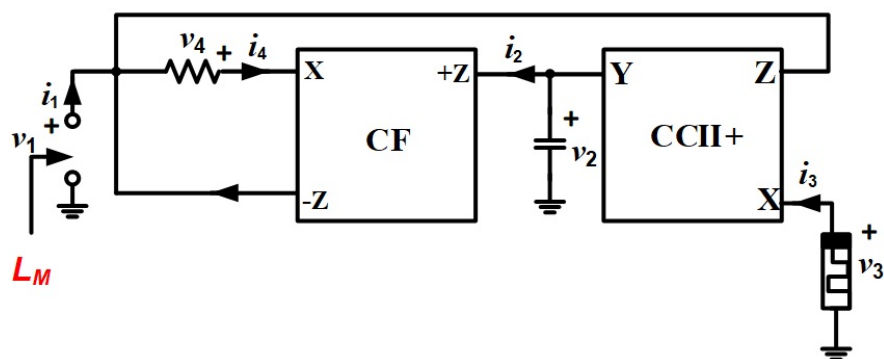 v4 + i4
i1
+
v1
X
+Z
CF
-Z
i2
+
v2
Y
Z
CCII+
X
i3
+
v3
LM